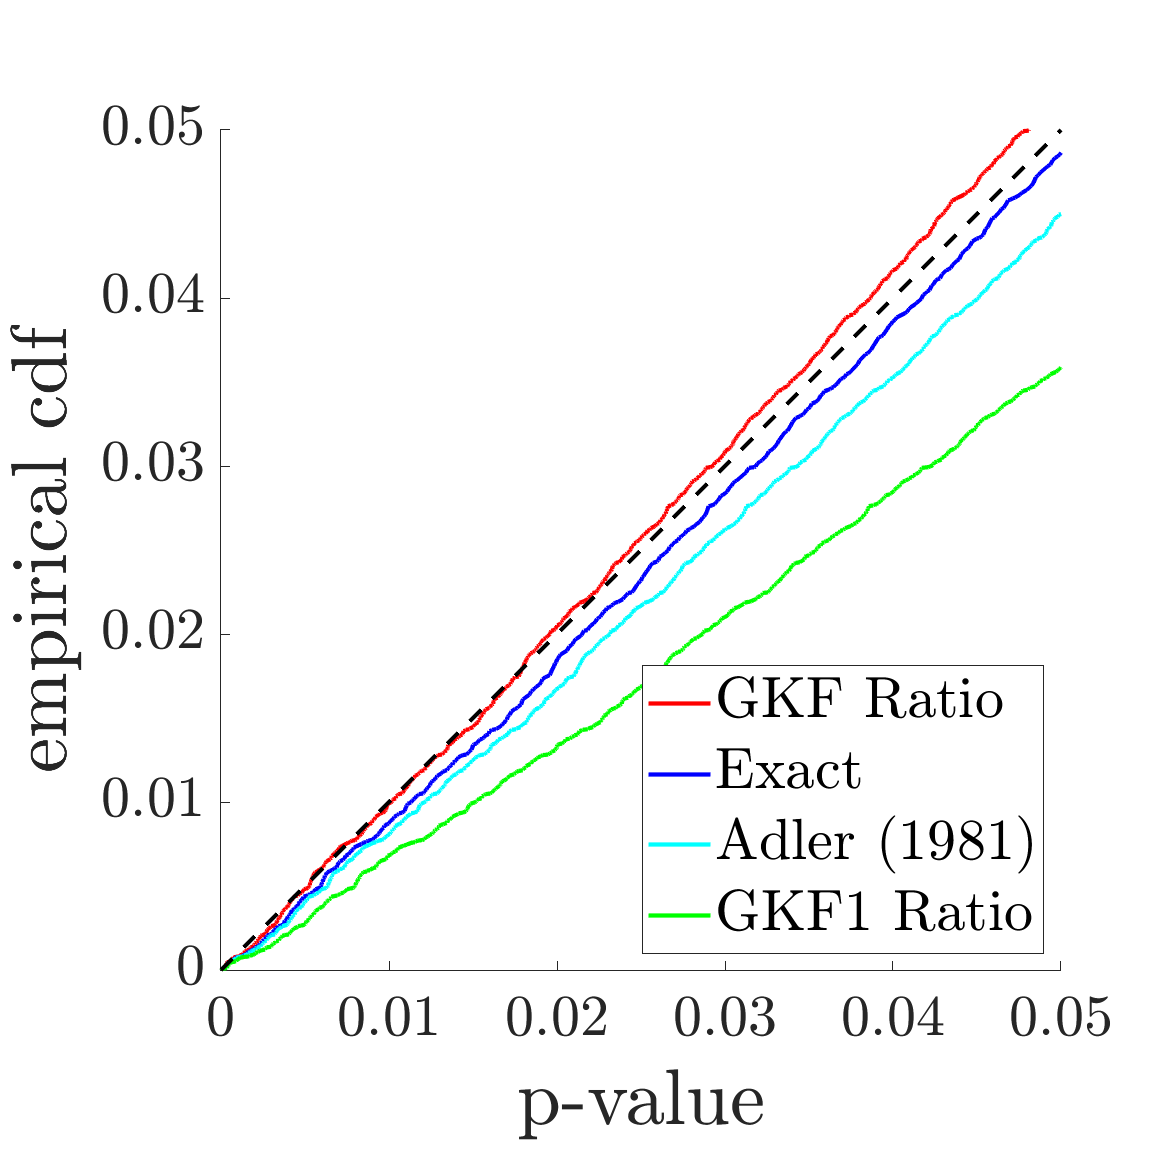 0.05
0.04
0.03
0.02
0.01
0
empirical cdf
GKF Ratio
Exact
Adler (1981)
GKF1 Ratio
0 0.01 0.02 0.03 0.04 0.05
p-value